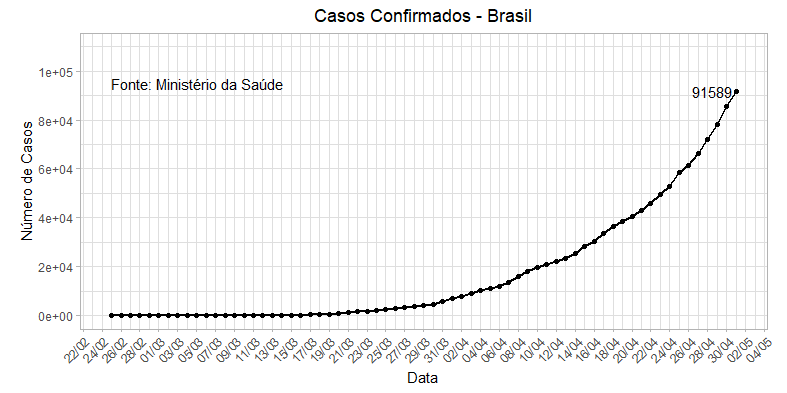 Casos Confirmados - Brasil
Número de Casos
1e+05
8e+04
6e+04
4e+04
2e+04
0e+00
Fonte: Ministério da Saúde
91589
22/02 24/02 26/02 28/02 01/03 03/03 05/03 07/03 09/03 11/03 13/03 15/03 17/03 19/03 21/03 23/03 25/03 27/03 29/03 31/03 02/04 04/04 06/04 08/04 10/04 12/04 14/04 16/04 18/04 20/04 22/04 24/04 26/04 28/04 30/04 02/05 04/05
Data